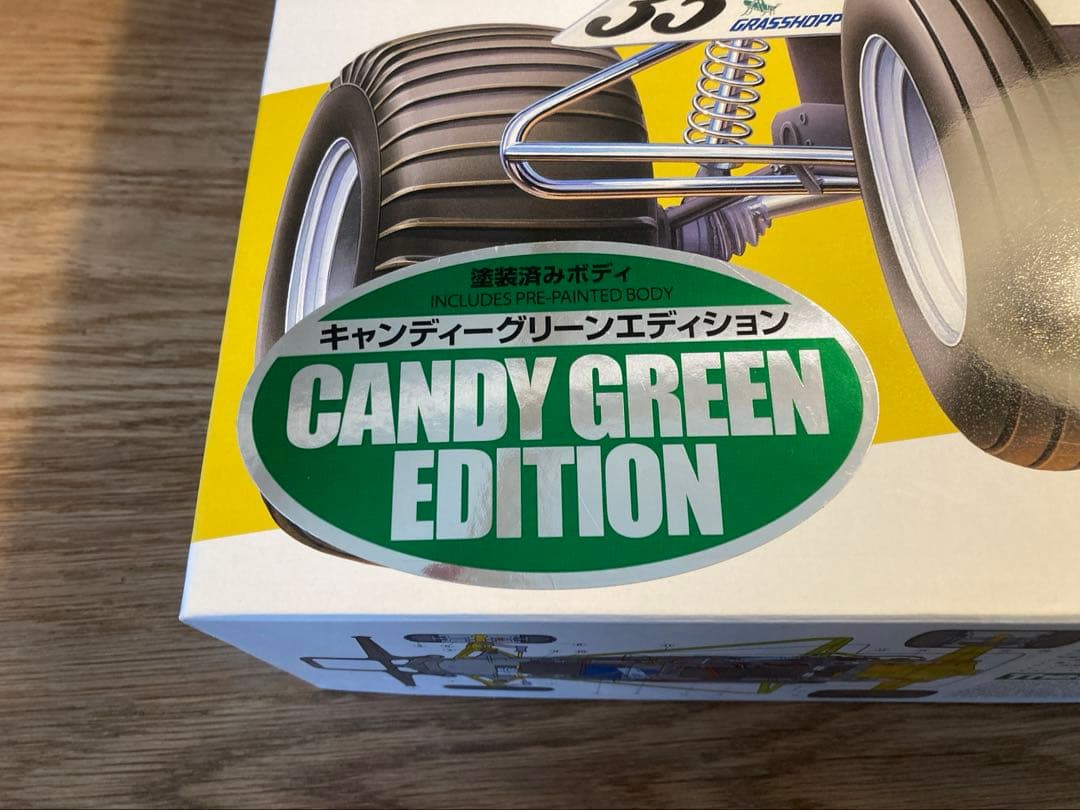 35
GRASSHOPP
塗装済みボディ
INCLUDES PRE-PAINTED BODY
キャンディーグリーンエディション
CANDY GREEN
EDITION